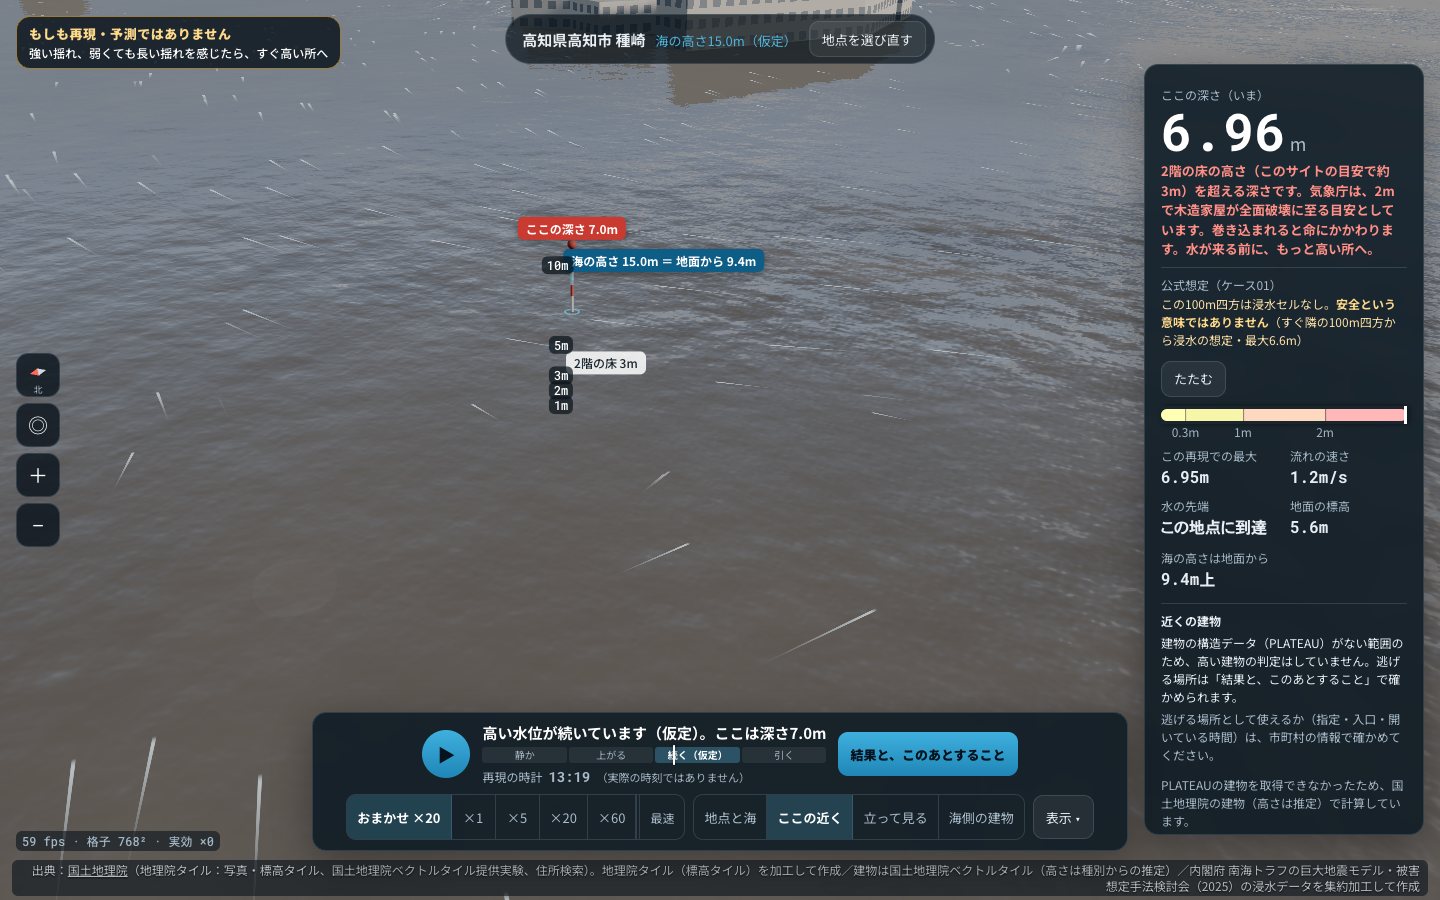 もしも再現・予測ではありません
強い揺れ、弱くても長い揺れを感じたら、すぐ高い所へ
高知県高知市 種崎 海の高さ15.0m（仮定） 地点を選び直す
ここの深さ（いま）
6.96 m
2階の床の高さ（このサイトの目安で約
3m）を超える深さです。気象庁は、2m
で木造家屋が全面破壊に至る目安として
います。巻き込まれると命にかかわりま
す。水が来る前に、もっと高い所へ。
公式想定（ケース01）
この100m四方は浸水セルなし。安全という
意味ではありません（すぐ隣の100m四方か
ら浸水の想定・最大6.6m）
たたむ
0.3m 1m 2m
この再現での最大 流れの速さ
6.95m 1.2m/s
水の先端 地面の標高
この地点に到達 5.6m
海の高さは地面から
9.4m上
近くの建物
建物の構造データ（PLATEAU）がない範囲の
ため、高い建物の判定はしていません。逃げ
る場所は「結果と、このあとすること」で確
かめられます。
逃げる場所として使えるか（指定・入口・開
いている時間）は、市町村の情報で確かめて
ください。
PLATEAUの建物を取得できなかったため、国
土地理院の建物（高さは推定）で計算してい
ます。
ここの深さ 7.0m
海の高さ 15.0m ＝ 地面から 9.4m
10m
5m
2階の床 3m
3m
2m
1m
北
高い水位が続いています（仮定）。ここは深さ7.0m
静か 上がる 続く（仮定） 引く
再現の時計 13:19 （実際の時刻ではありません）
結果と、このあとすること
おまかせ ×20 ×1 ×5 ×20 ×60 最速 地点と海 ここの近く 立って見る 海側の建物 表示 ▾
59 fps · 格子 768² · 実効 ×0
出典：国土地理院（地理院タイル：写真・標高タイル、国土地理院ベクトルタイル提供実験、住所検索）。地理院タイル（標高タイル）を加工して作成／建物は国土地理院ベクトルタイル（高さは種別からの推定）／内閣府 南海トラフの巨大地震モデル・被害
想定手法検討会（2025）の浸水データを集約加工して作成